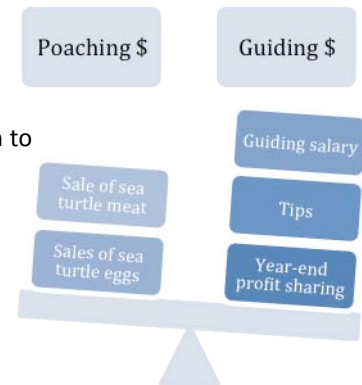 Poaching $
Guiding $
to
Guiding salary
Sale of sea
turtle meat
Tips
Sales of sea
turtle eggs
Year-end
profit sharing